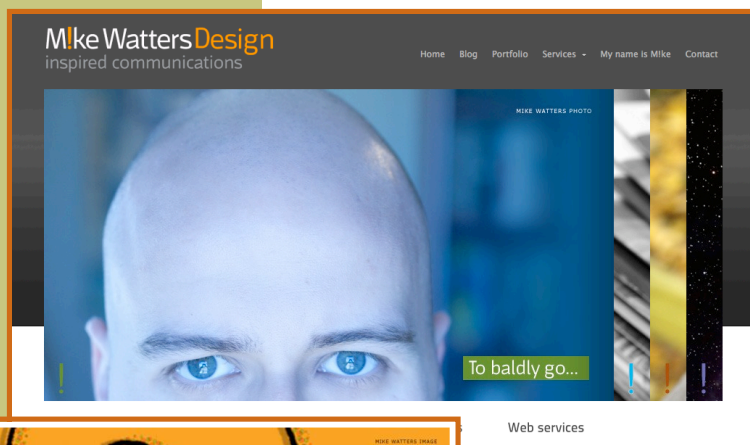 M!ke Watters Design
inspired communications
Home Blog Portfolio Services My name is M!ke Contact
MIKE WATTERS PHOTO
To baldly go...
! ! ! !
MIKE WATTERS IMAGE
Web services